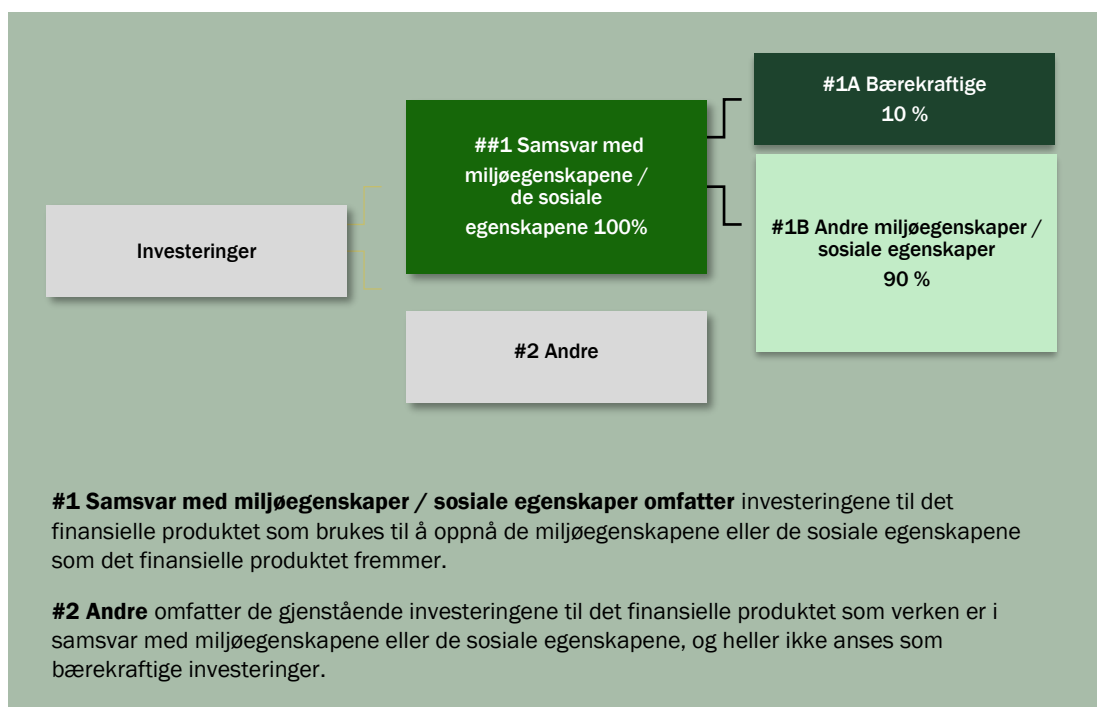 #1A Bærekraftige
10 %
##1 Samsvar med
miljøegenskapene /
de sosiale
egenskapene 100%
#1B Andre miljøegenskaper /
sosiale egenskaper
90 %
Investeringer
#2 Andre
#1 Samsvar med miljøegenskaper / sosiale egenskaper omfatter investeringene til det
finansielle produktet som brukes til å oppnå de miljøegenskapene eller de sosiale egenskapene
som det finansielle produktet fremmer.
#2 Andre omfatter de gjenstående investeringene til det finansielle produktet som verken er i
samsvar med miljøegenskapene eller de sosiale egenskapene, og heller ikke anses som
bærekraftige investeringer.